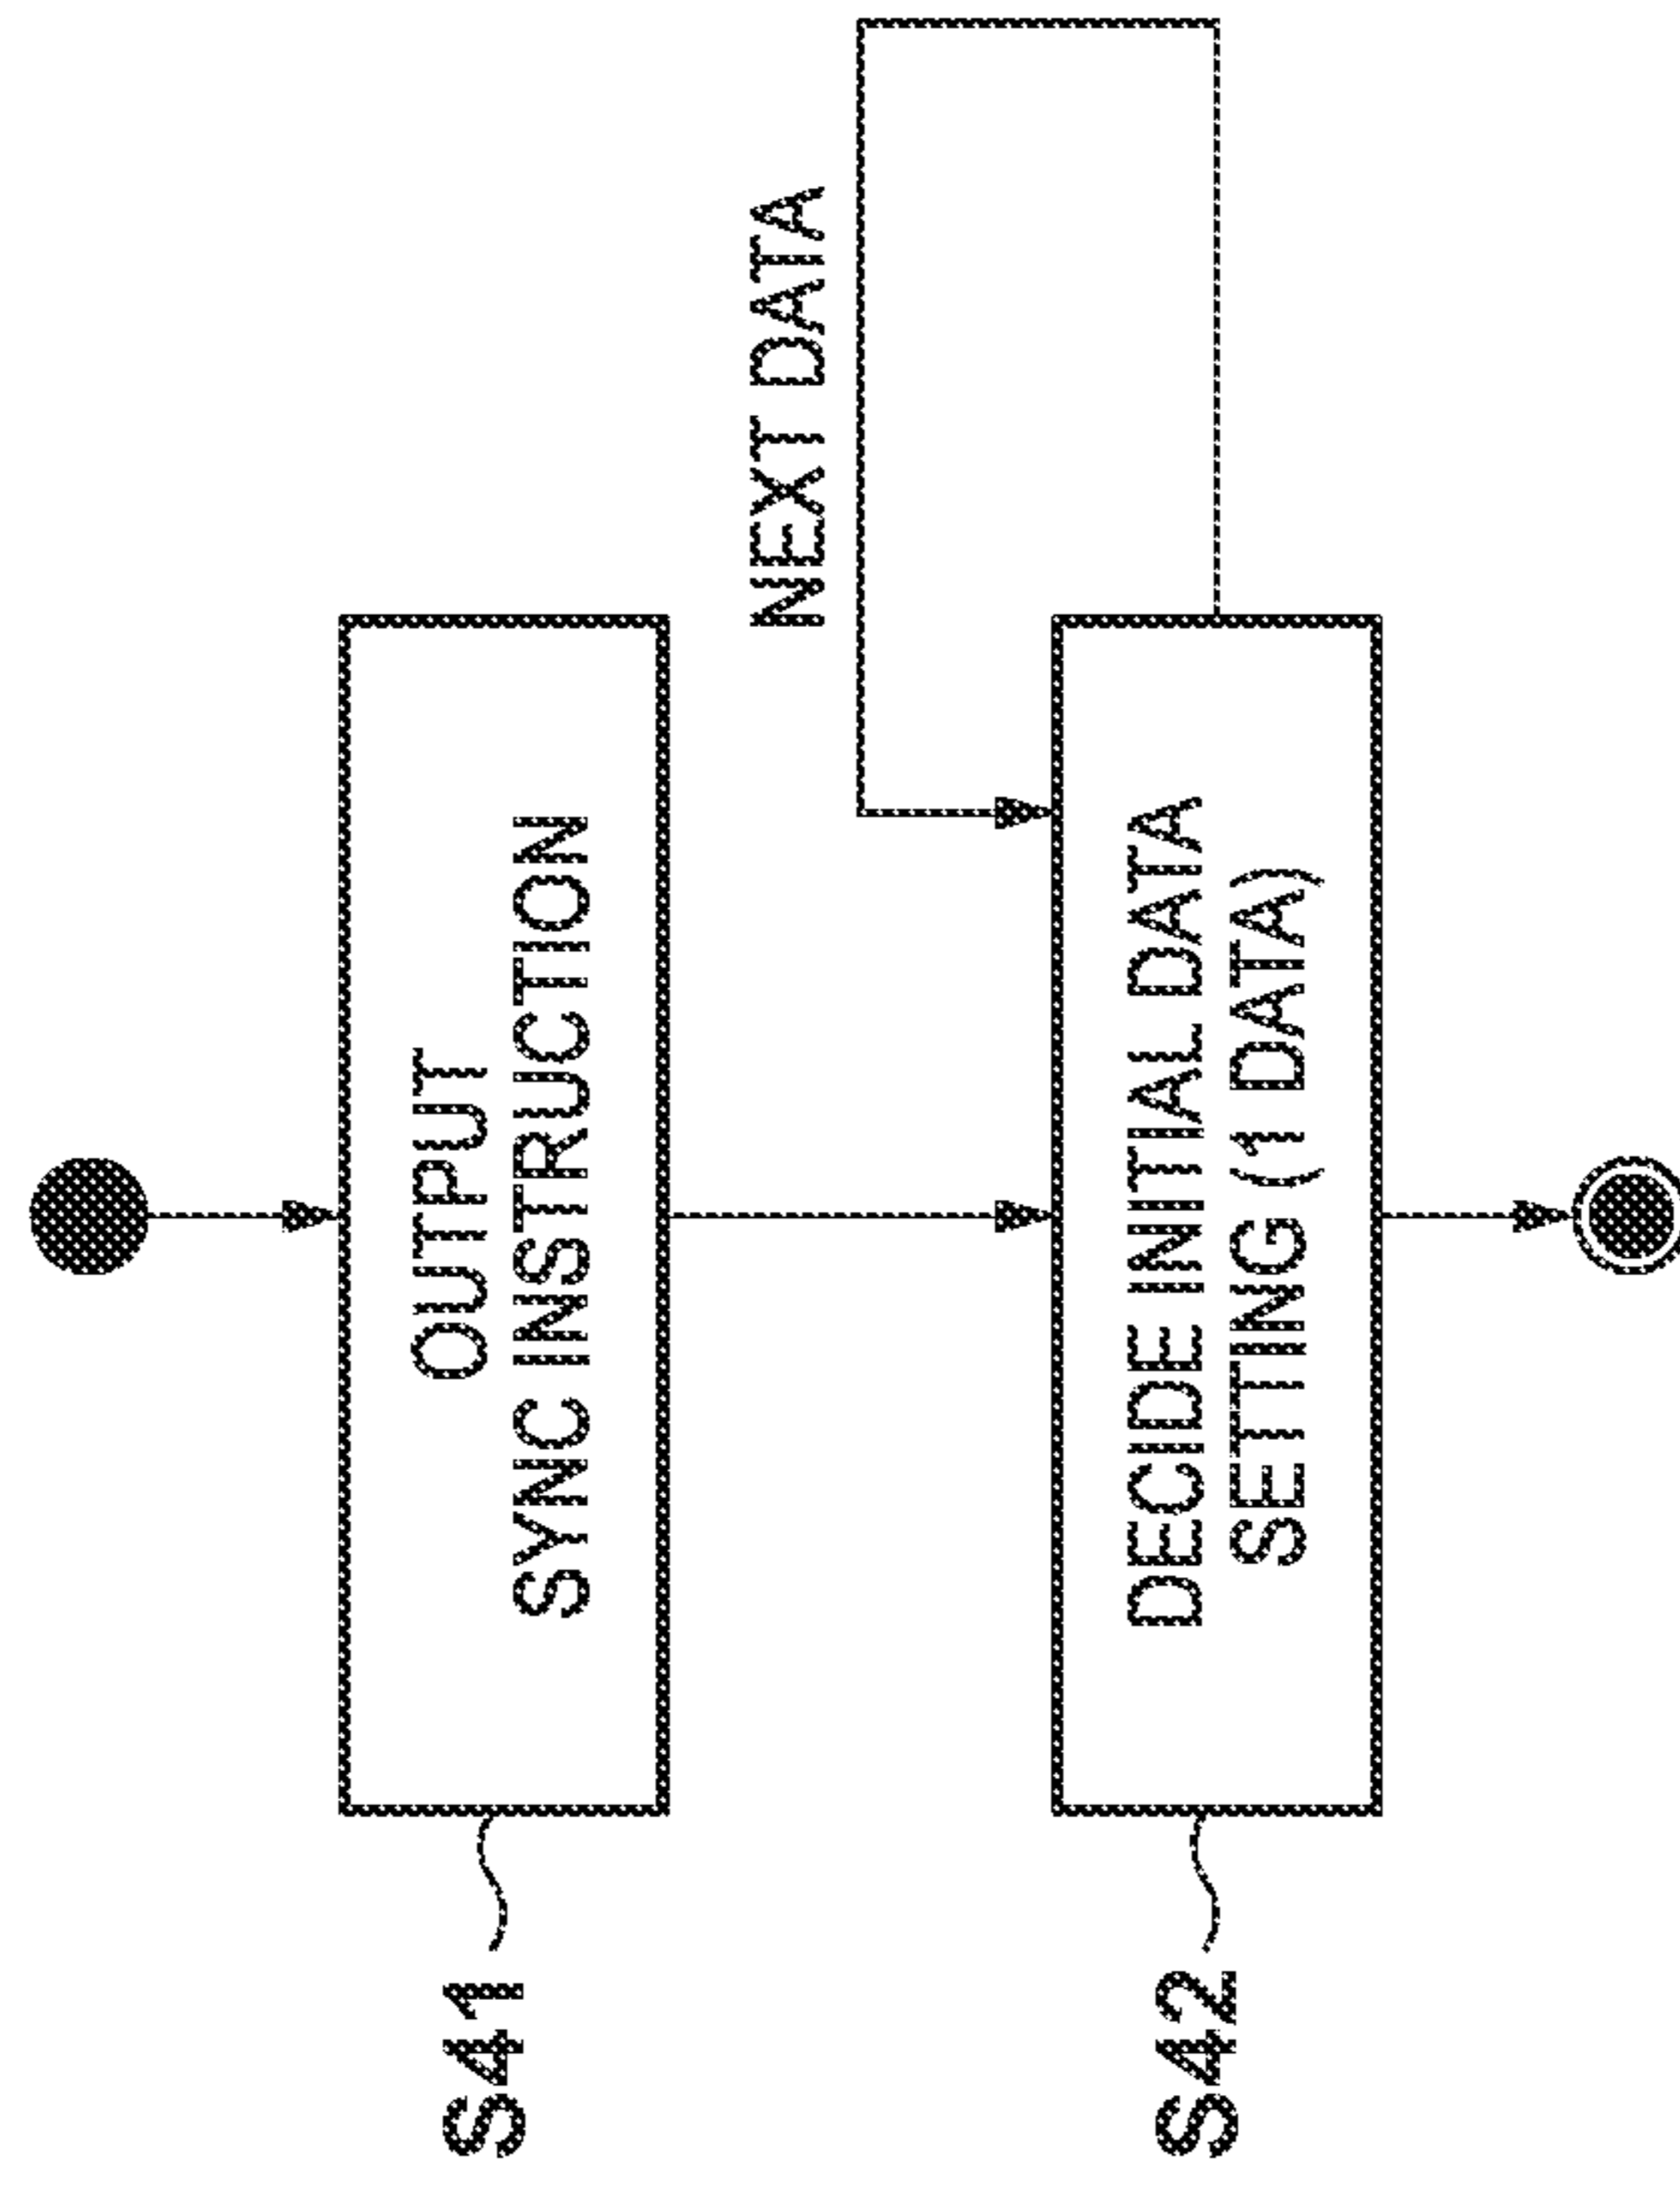 S41
OUTPUT
SYNC INSTRUCTION
NEXT DATA
S42
DECIDE INITIAL DATA
SETTING (1 DATA)